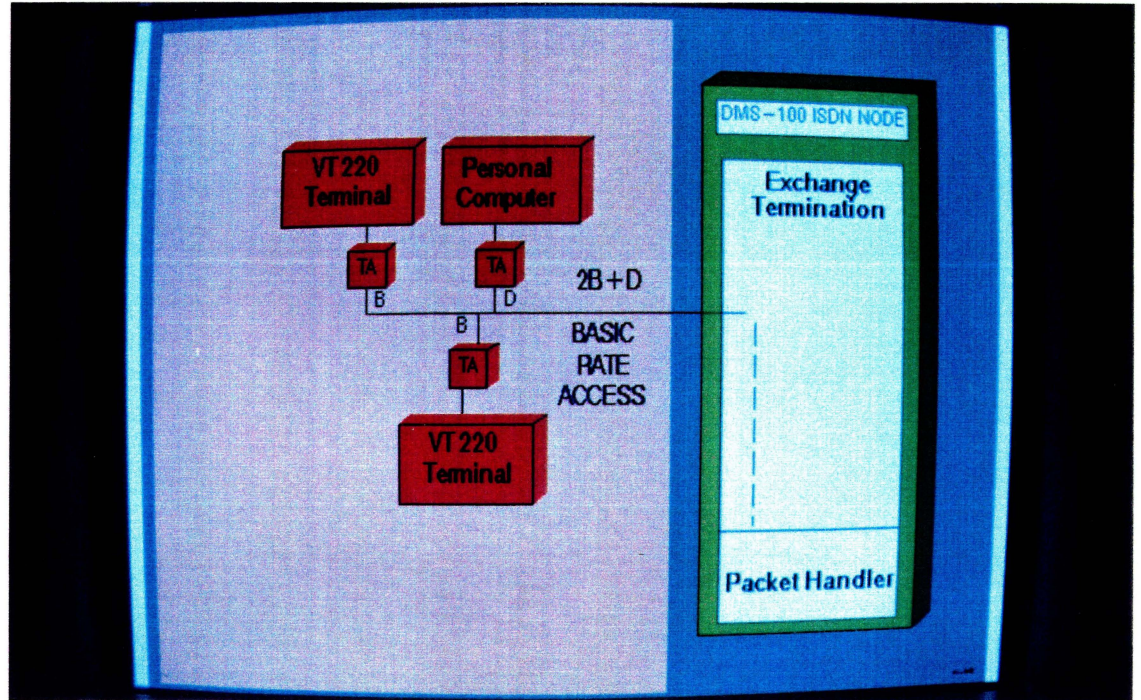 DMS-100 ISDN NODE
Exchange
Termination
VT 220
Terminal
Personal
Computer
TA
TA
B
D
2B+D
B
BASIC
RATE
ACCESS
TA
VT 220
Terminal
Packet Handler